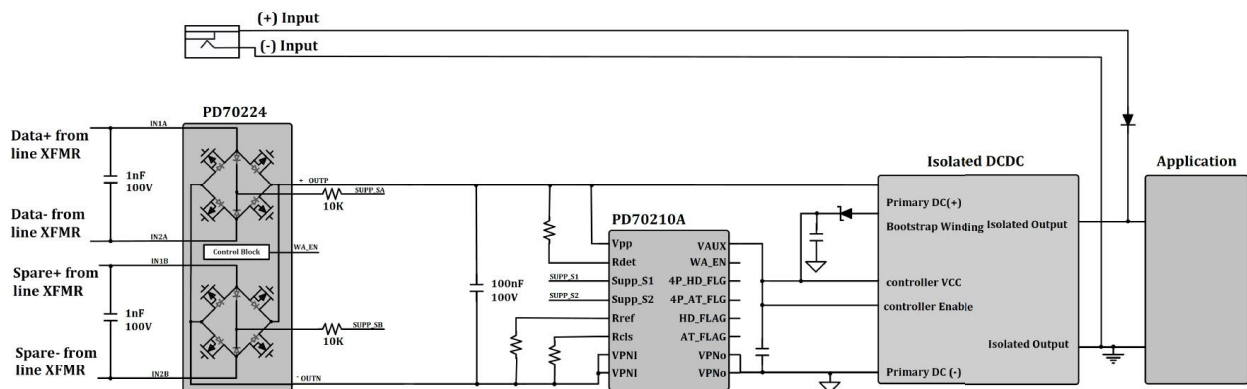 (+) Input
(-) Input
PD70224
Data+ from
line XFMR
IN1A
1nF
100V
+ OUTP
SUPP_SA
10K
Data- from
line XFMR
IN2A
Control Block
WA_EN
Spare+ from
line XFMR
IN1B
1nF
100V
SUPP_SB
10K
Spare- from
line XFMR
IN2B
- OUTN
100nF
100V
SUPP_S1
SUPP_S2
PD70210A
Vpp
Rdet
Supp_S1
Supp_S2
Rref
Rcls
VPNI
VPNI
VAUX
WA_EN
4P_HD_FLG
4P_AT_FLG
HD_FLAG
AT_FLAG
VPNo
VPNo
Isolated DCDC
Primary DC(+)
Bootstrap Winding
Isolated Output
controller VCC
controller Enable
Isolated Output
Primary DC (-)
Application